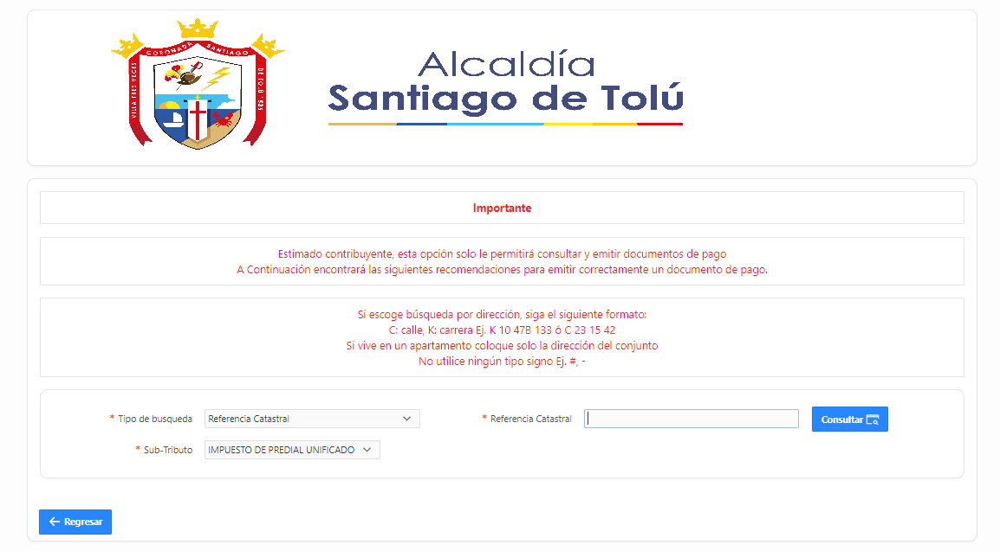 VILLA TRES VECES
CORONADA SANTIAGO
DE TOLÚ 1535
Alcaldía
Santiago de Tolú
Importante
Estimado contribuyente, esta opción solo le permitirá consultar y emitir documentos de pago
A Continuación encontrará las siguientes recomendaciones para emitir correctamente un documento de pago.
Si escoge búsqueda por dirección, siga el siguiente formato:
C: calle, K: carrera Ej. K 10 47B 133 ó C 23 15 42
Si vive en un apartamento coloque solo la dirección del conjunto
No utilice ningún tipo signo Ej. #, -
* Tipo de busqueda Referencia Catastral * Referencia Catastral Consultar
* Sub-Tributo IMPUESTO DE PREDIAL UNIFICADO
Regresar